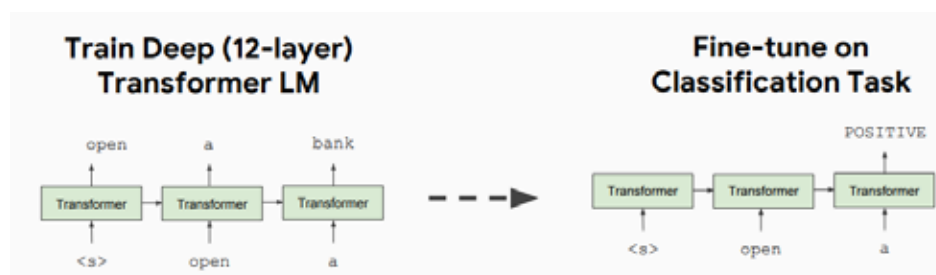 Train Deep (12-layer)
Transformer LM
open a bank
Transformer Transformer Transformer
<s> open a
Fine-tune on
Classification Task
POSITIVE
Transformer Transformer Transformer
<s> open a